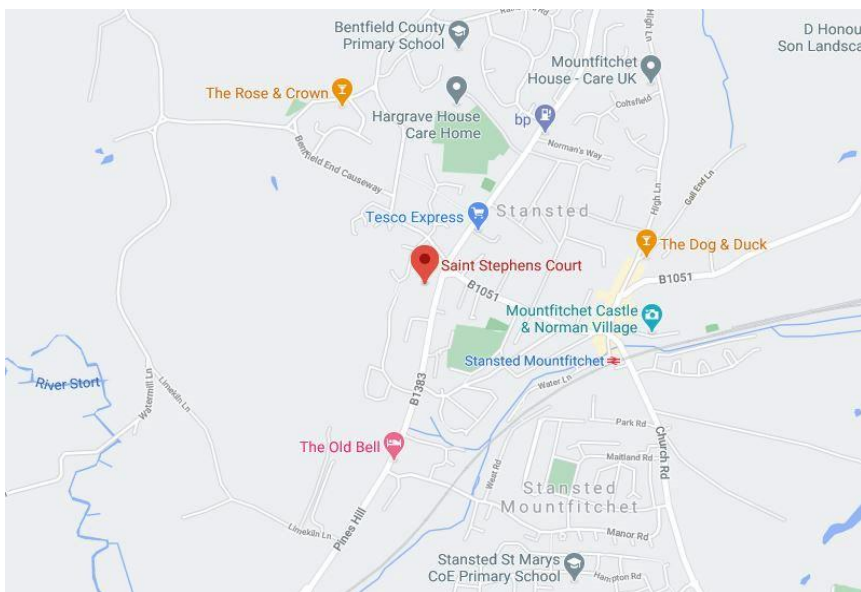 Bentfield County
Primary School
High Ln
D Honou
Son Landsca
Mountfitchet
House - Care UK
The Rose & Crown
Hargrave House
Care Home
Coltsfield
bp
Norman's Way
Bentfield End Causeway
Gall End Ln
Tesco Express
Stansted
High Ln
The Dog & Duck
Saint Stephens Court
B1051
B1051
Mountfitchet Castle
& Norman Village
Stansted Mountfitchet
River Stort
Watermill Ln
Limekiln Ln
B1383
Water Ln
Park Rd
Church Rd
The Old Bell
Maitland Rd
West Rd
Stansted
Mountfitchet
Pines Hill
Limekiln Ln
Manor Rd
Stansted St Marys
CoE Primary School
Hampton Rd